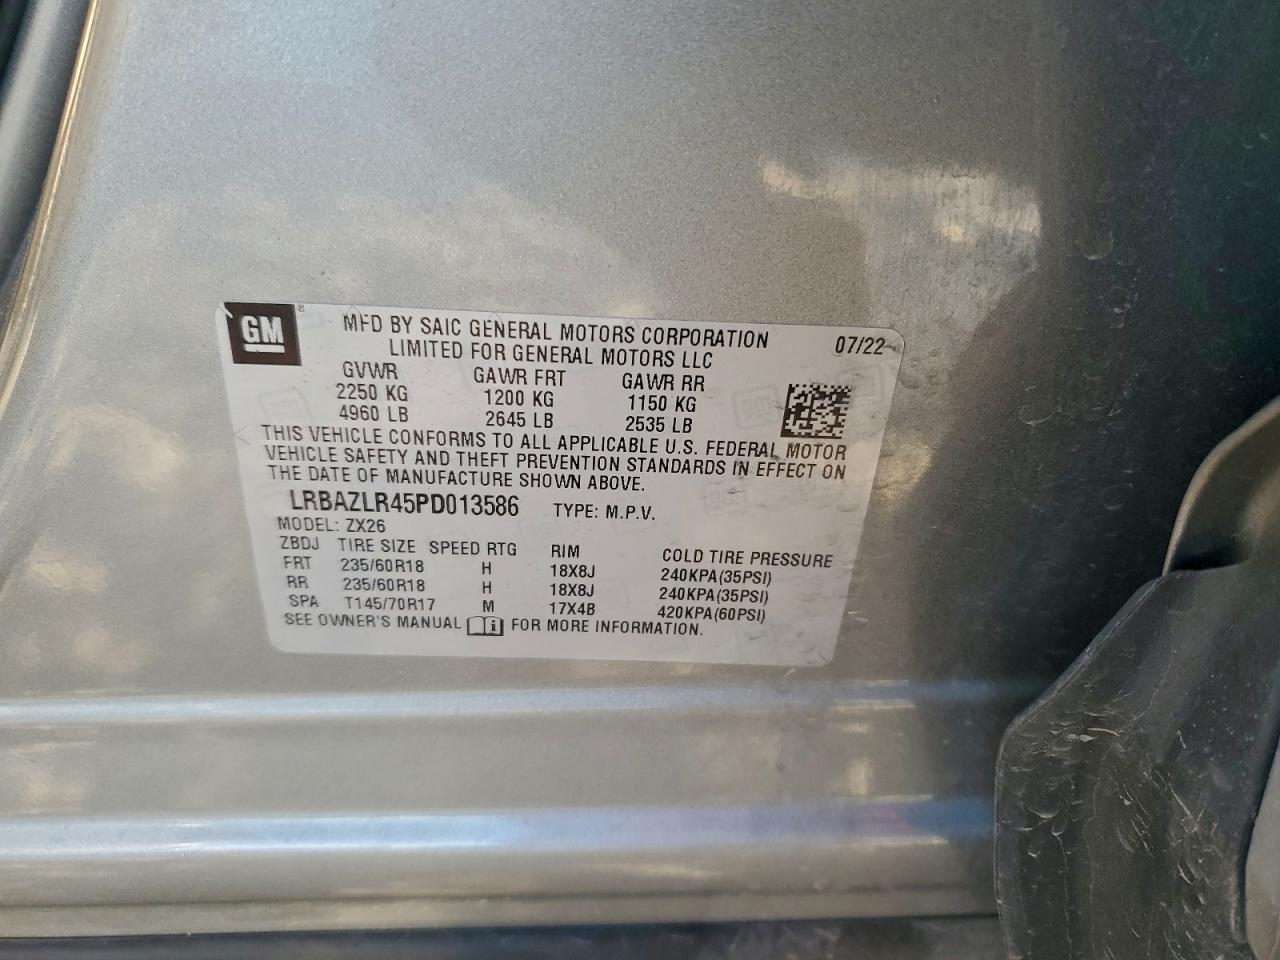 GM
MFD BY SAIC GENERAL MOTORS CORPORATION 07/22
LIMITED FOR GENERAL MOTORS LLC
GVWR GAWR FRT GAWR RR
2250 KG 1200 KG 1150 KG
4960 LB 2645 LB 2535 LB
THIS VEHICLE CONFORMS TO ALL APPLICABLE U.S. FEDERAL MOTOR
VEHICLE SAFETY AND THEFT PREVENTION STANDARDS IN EFFECT ON
THE DATE OF MANUFACTURE SHOWN ABOVE.
LRBAZLR45PD013586 TYPE: M.P.V.
MODEL: ZX26
ZBDJ TIRE SIZE SPEED RTG RIM COLD TIRE PRESSURE
FRT 235/60R18 H 18X8J 240KPA(35PSI)
RR 235/60R18 H 18X8J 240KPA(35PSI)
SPA T145/70R17 M 17X4B 420KPA(60PSI)
SEE OWNER'S MANUAL i FOR MORE INFORMATION.